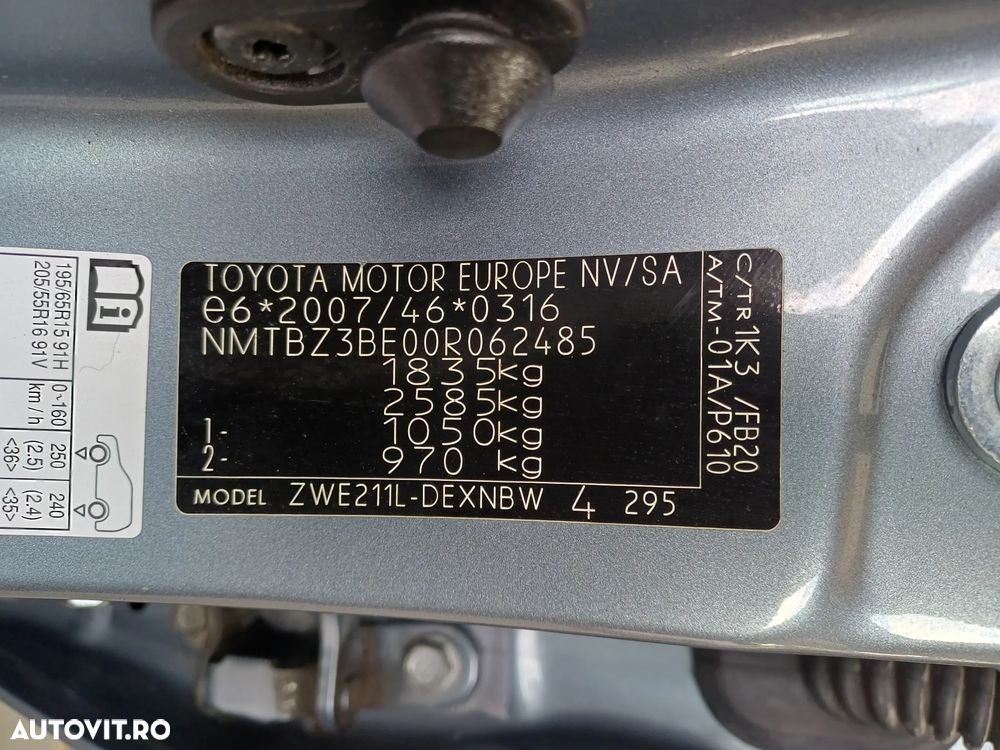 TOYOTA MOTOR EUROPE NV/SA
e6*2007/46*0316
NMTBZ3BE00R062485
1835kg
2585kg
1- 1050kg
2- 970 kg
MODEL ZWE211L-DEXNBW 4 295
C/TR1K3 /FB20
A/TM-01A/P610
195/65R15 91H
205/55R16 91V
0~160
km/h
250
(2.5)
<36>
240
(2.4)
<35>
AUTOVIT.RO